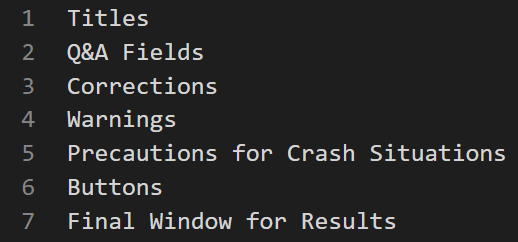 1 Titles
2 Q&A Fields
3 Corrections
4 Warnings
5 Precautions for Crash Situations
6 Buttons
7 Final Window for Results